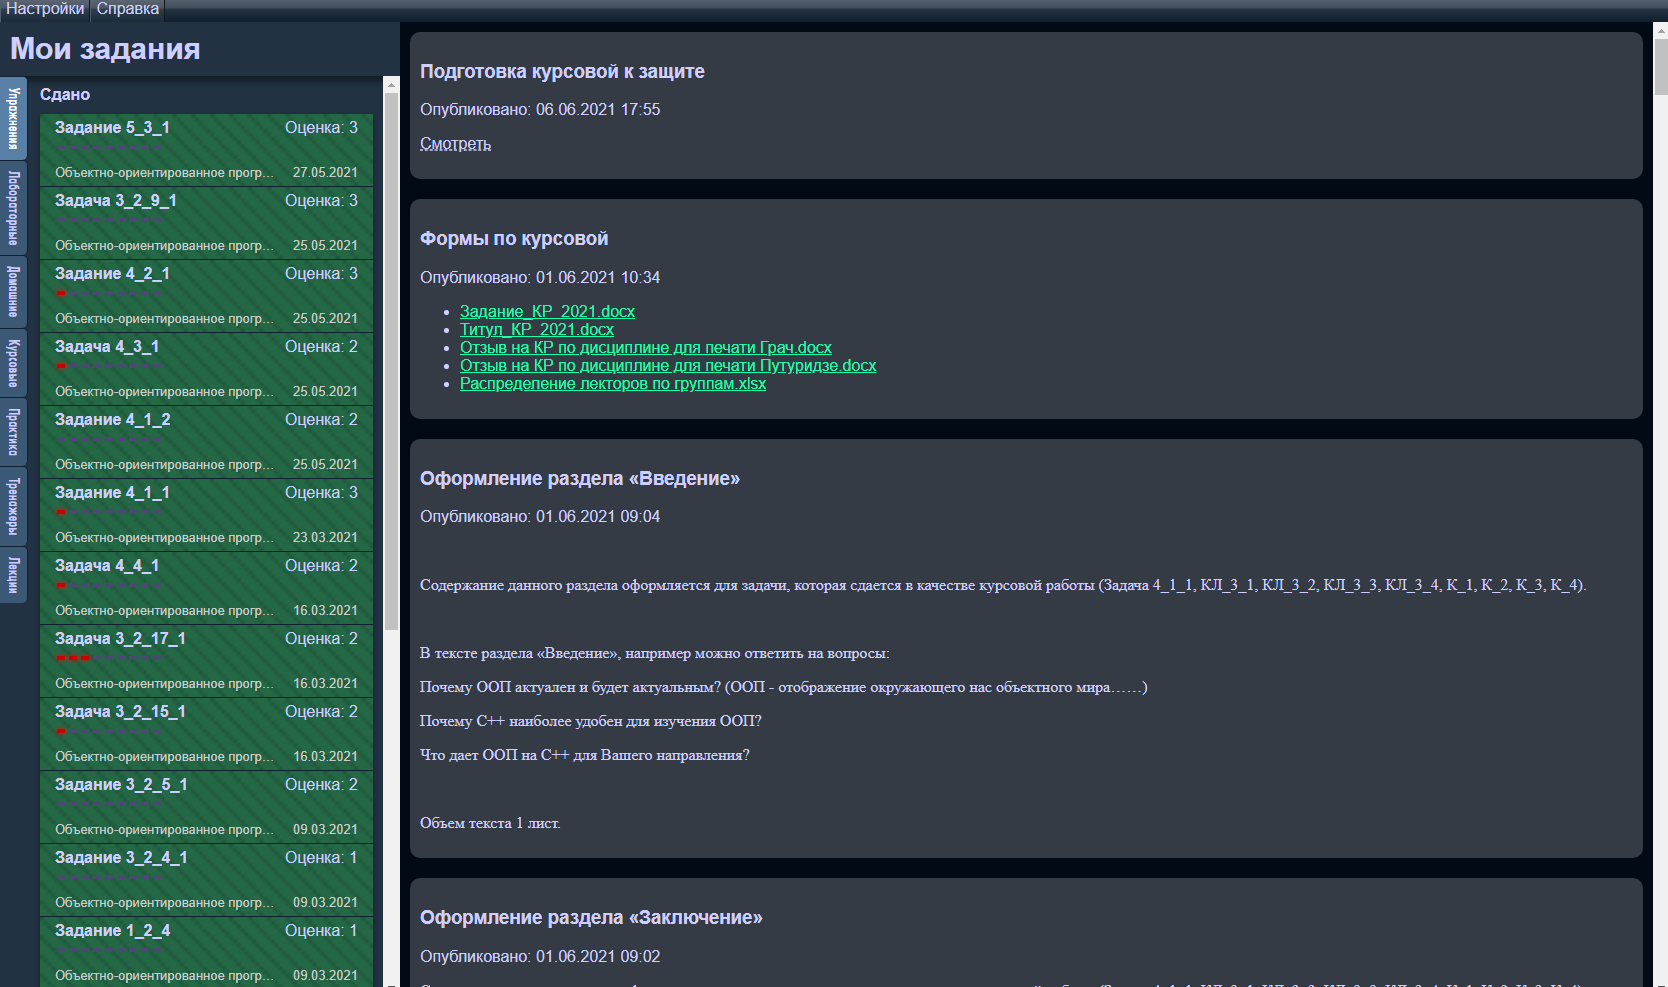 Настройки Справка
Мои задания
Упражнения
Лабораторные
Домашние
Курсовые
Практика
Тренажеры
Лекции
Сдано
Задание 5_3_1 Оценка: 3
Объектно-ориентированное прогр... 27.05.2021
Задача 3_2_9_1 Оценка: 3
Объектно-ориентированное прогр... 25.05.2021
Задание 4_2_1 Оценка: 3
Объектно-ориентированное прогр... 25.05.2021
Задача 4_3_1 Оценка: 2
Объектно-ориентированное прогр... 25.05.2021
Задание 4_1_2 Оценка: 2
Объектно-ориентированное прогр... 25.05.2021
Задание 4_1_1 Оценка: 3
Объектно-ориентированное прогр... 23.03.2021
Задача 4_4_1 Оценка: 2
Объектно-ориентированное прогр... 16.03.2021
Задача 3_2_17_1 Оценка: 2
Объектно-ориентированное прогр... 16.03.2021
Задача 3_2_15_1 Оценка: 2
Объектно-ориентированное прогр... 16.03.2021
Задание 3_2_5_1 Оценка: 2
Объектно-ориентированное прогр... 09.03.2021
Задание 3_2_4_1 Оценка: 1
Объектно-ориентированное прогр... 09.03.2021
Задание 1_2_4 Оценка: 1
Объектно-ориентированное прогр... 09.03.2021
Подготовка курсовой к защите
Опубликовано: 06.06.2021 17:55
Смотреть
Формы по курсовой
Опубликовано: 01.06.2021 10:34
Задание_КР_2021.docx
Титул_КР_2021.docx
Отзыв на КР по дисциплине для печати Грач.docx
Отзыв на КР по дисциплине для печати Путуридзе.docx
Распределение лекторов по группам.xlsx
Оформление раздела «Введение»
Опубликовано: 01.06.2021 09:04
Содержание данного раздела оформляется для задачи, которая сдается в качестве курсовой работы (Задача 4_1_1, КЛ_3_1, КЛ_3_2, КЛ_3_3, КЛ_3_4, К_1, К_2, К_3, К_4).
В тексте раздела «Введение», например можно ответить на вопросы:
Почему ООП актуален и будет актуальным? (ООП - отображение окружающего нас объектного мира……)
Почему С++ наиболее удобен для изучения ООП?
Что дает ООП на С++ для Вашего направления?
Объем текста 1 лист.
Оформление раздела «Заключение»
Опубликовано: 01.06.2021 09:02